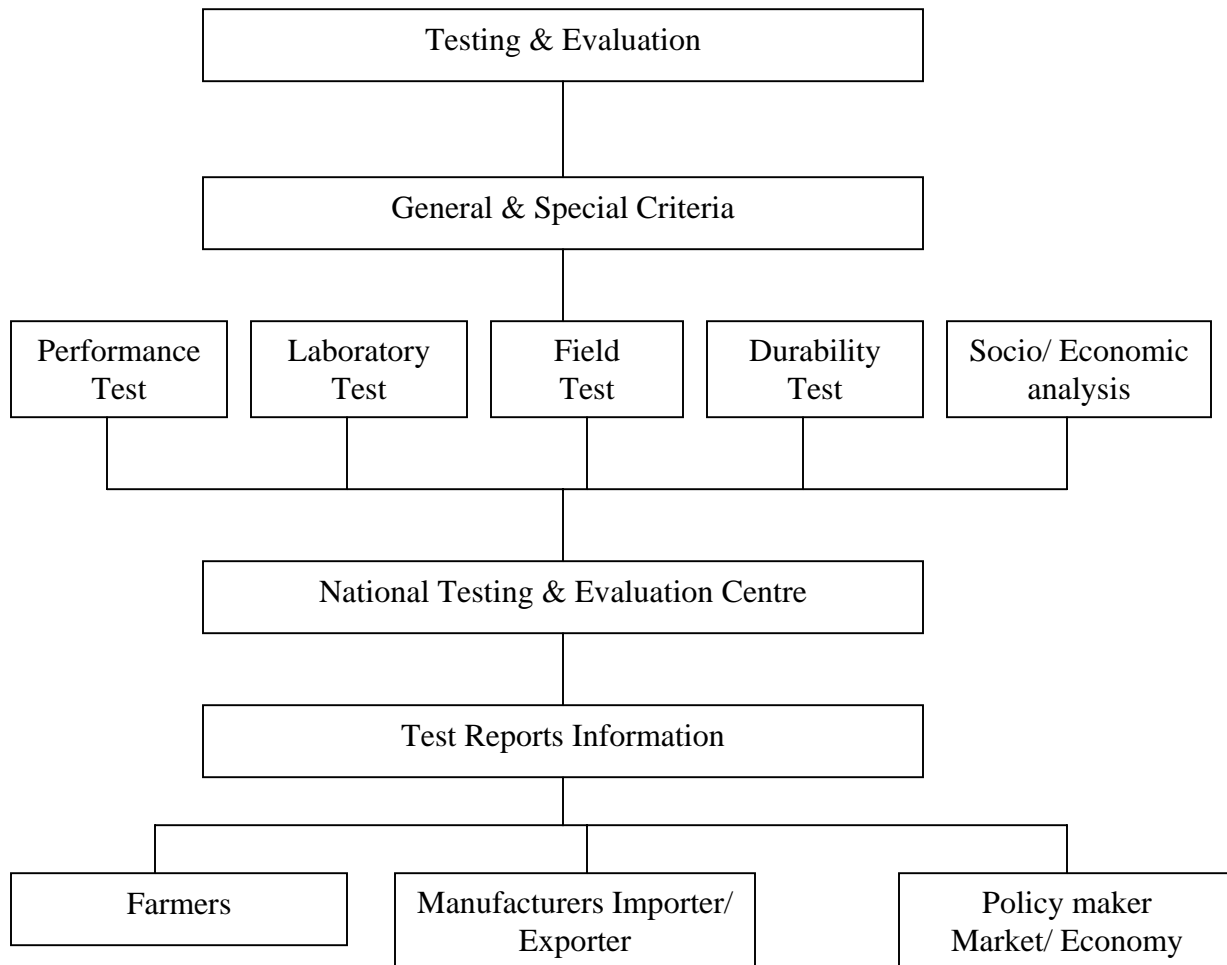 Testing & Evaluation
General & Special Criteria
Performance
Test
Laboratory
Test
Field
Test
Durability
Test
Socio/ Economic
analysis
National Testing & Evaluation Centre
Test Reports Information
Farmers
Manufacturers Importer/
Exporter
Policy maker
Market/ Economy